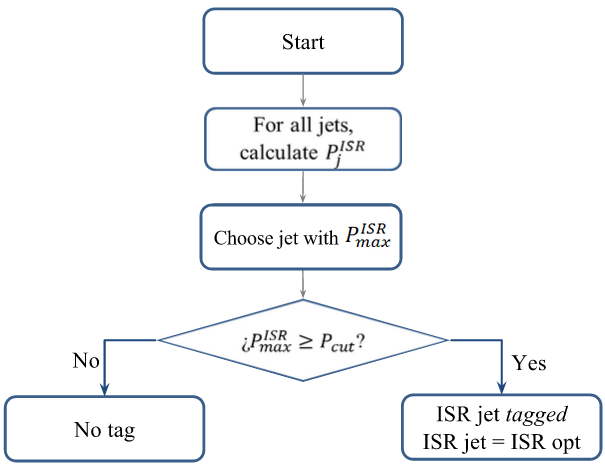 Start
For all jets,
calculate $P_j^{ISR}$
Choose jet with $P_{max}^{ISR}$
¿$P_{max}^{ISR} \geq P_{cut}$?
No
Yes
No tag
ISR jet tagged
ISR jet = ISR opt